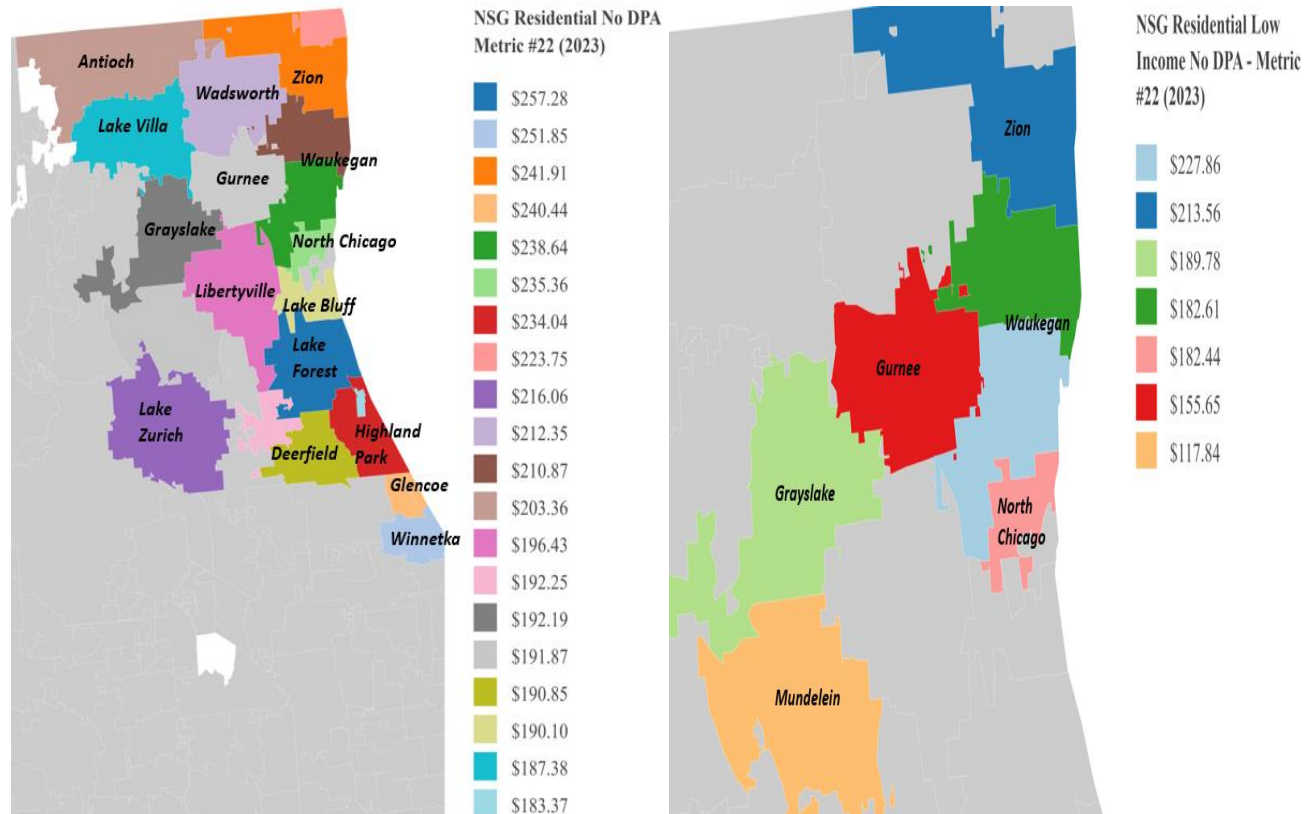 NSG Residential No DPA
Metric #22 (2023)
$257.28
$251.85
$241.91
$240.44
$238.64
$235.36
$234.04
$223.75
$216.06
$212.35
$210.87
$203.36
$196.43
$192.25
$192.19
$191.87
$190.85
$190.10
$187.38
$183.37
Antioch
Zion
Wadsworth
Lake Villa
Waukegan
Gurnee
Grayslake
North Chicago
Libertyville
Lake Bluff
Lake
Forest
Lake
Zurich
Highland
Park
Deerfield
Glencoe
Winnetka
NSG Residential Low
Income No DPA - Metric
#22 (2023)
$227.86
$213.56
$189.78
$182.61
$182.44
$155.65
$117.84
Zion
Waukegan
Gurnee
Grayslake
North
Chicago
Mundelein